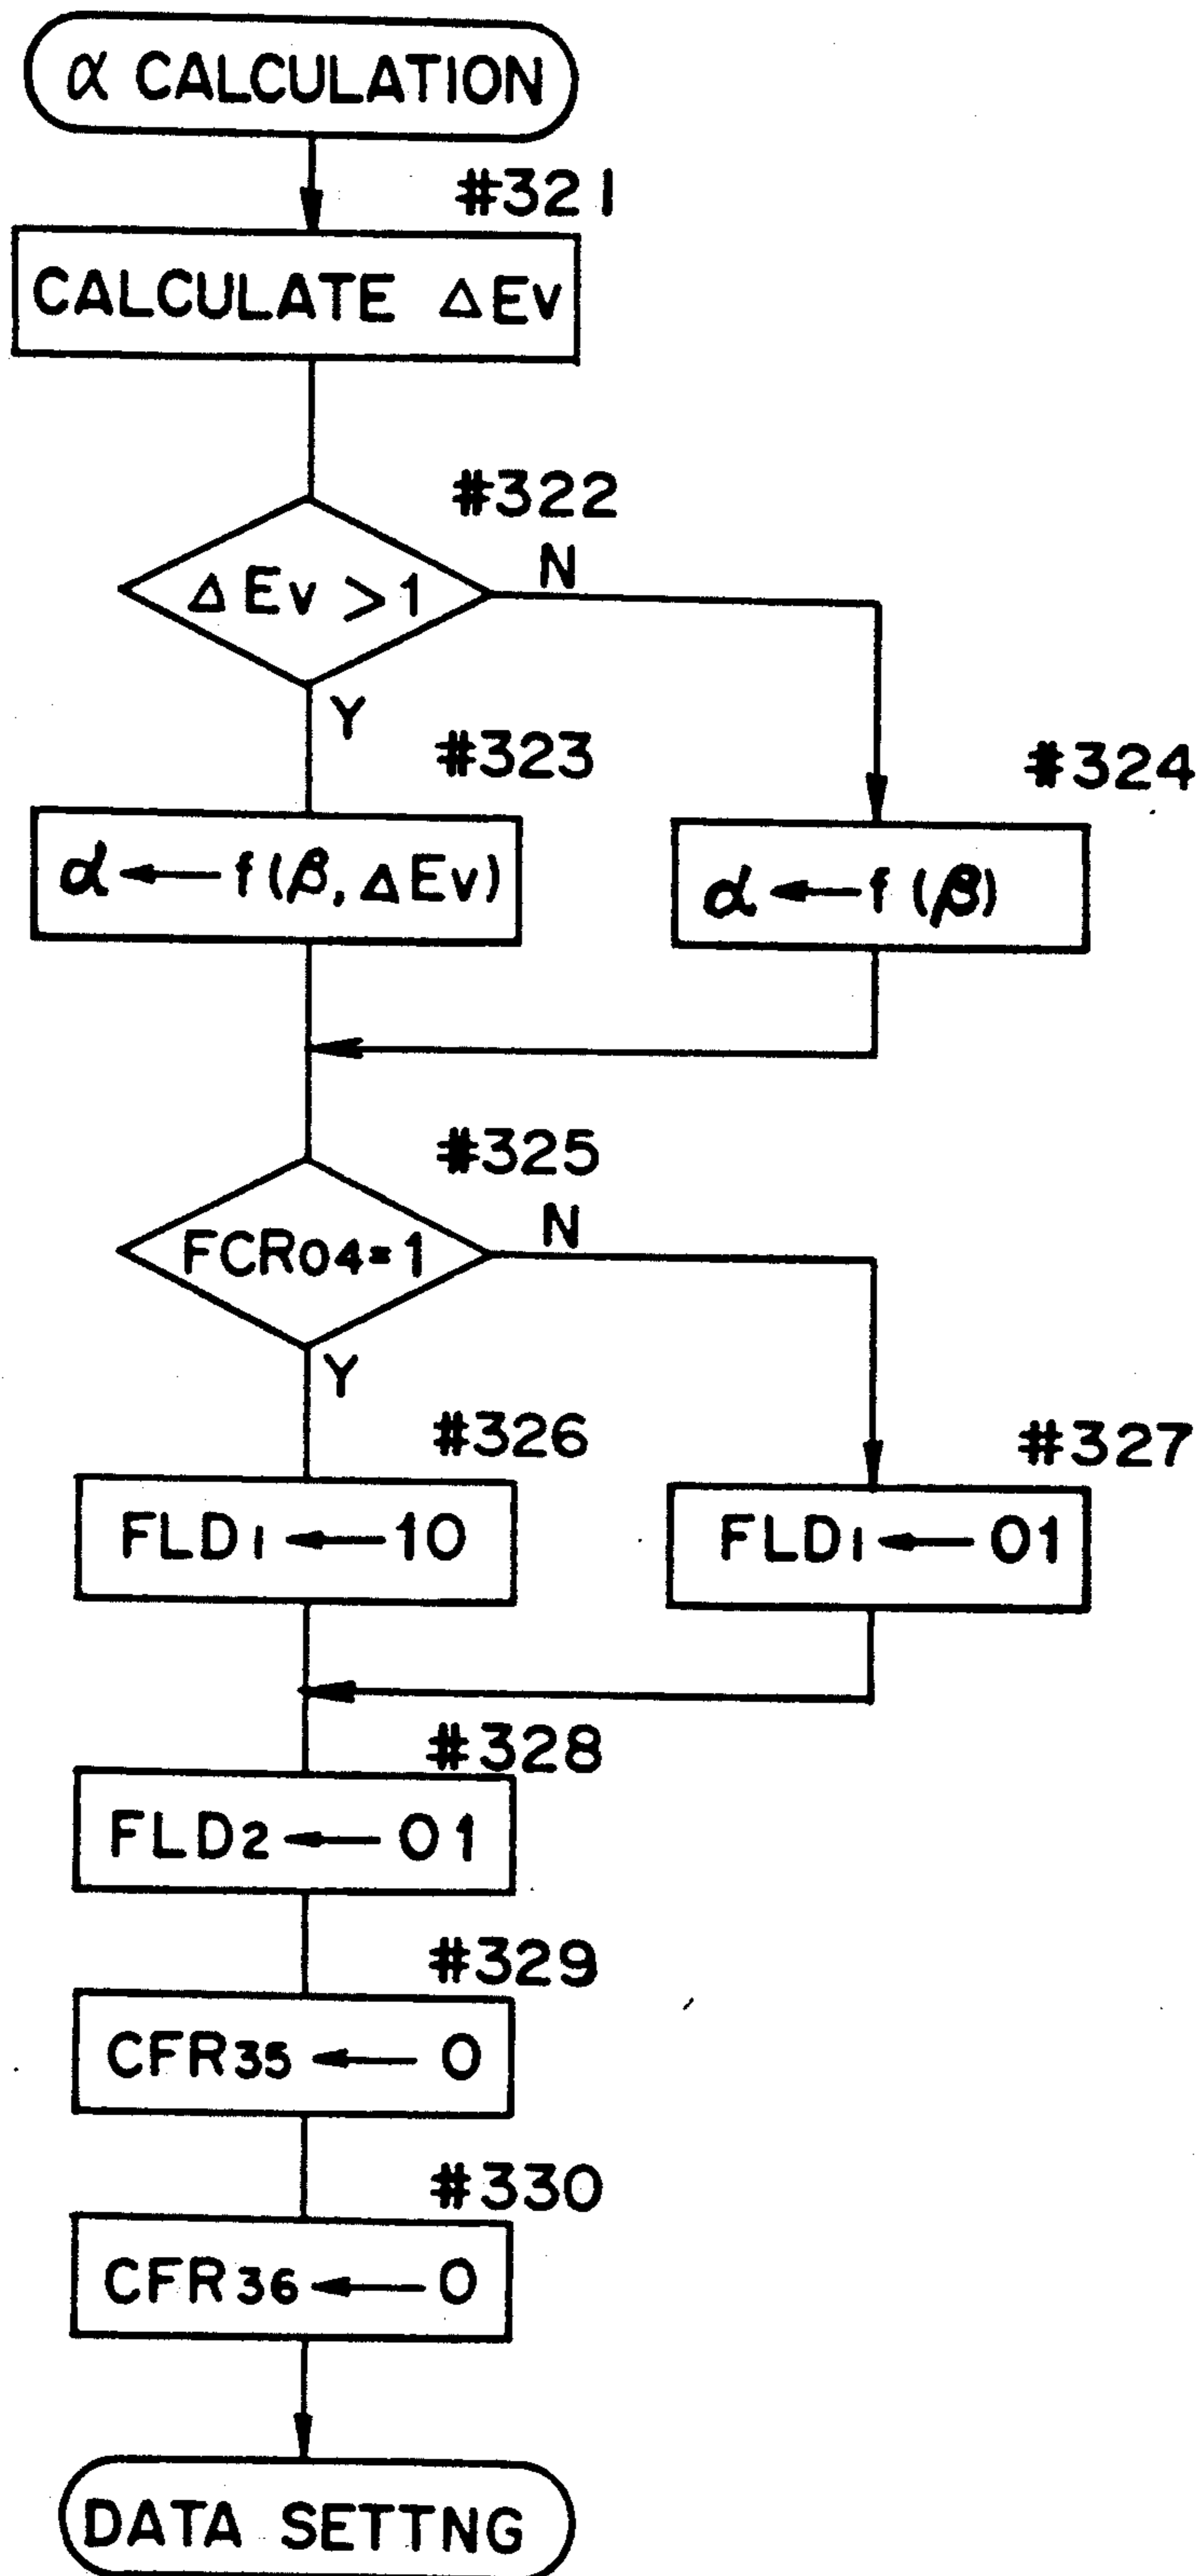 α CALCULATION
#321
CALCULATE ΔEv
#322
ΔEv > 1
N
Y
#323
#324
α ← f(β, ΔEv)
α ← f(β)
#325
FCR04=1
N
Y
#326
#327
FLD1 ← 10
FLD1 ← 01
#328
FLD2 ← 01
#329
CFR35 ← 0
#330
CFR36 ← 0
DATA SETTNG